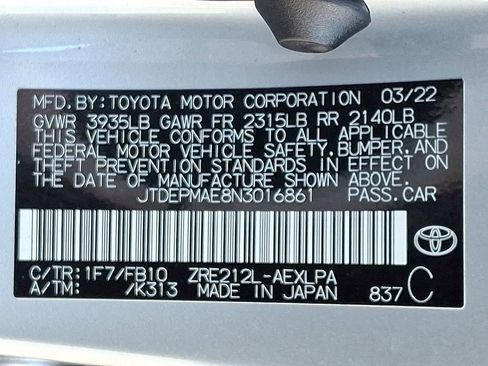 MFD. BY: TOYOTA MOTOR CORPORATION 03/22
GVWR 3935LB GAWR FR 2315LB RR 2140LB
THIS VEHICLE CONFORMS TO ALL APPLICABLE
FEDERAL MOTOR VEHICLE SAFETY, BUMPER, AND
THEFT PREVENTION STANDARDS IN EFFECT ON
THE DATE OF MANUFACTURE SHOWN ABOVE.
JTDEPMAE8N3016861 PASS. CAR
TOYOTA
C/TR: 1F7/FB10 ZRE212L-AEXLPA
A/TM: /K313 MADE IN JAPAN 837 C